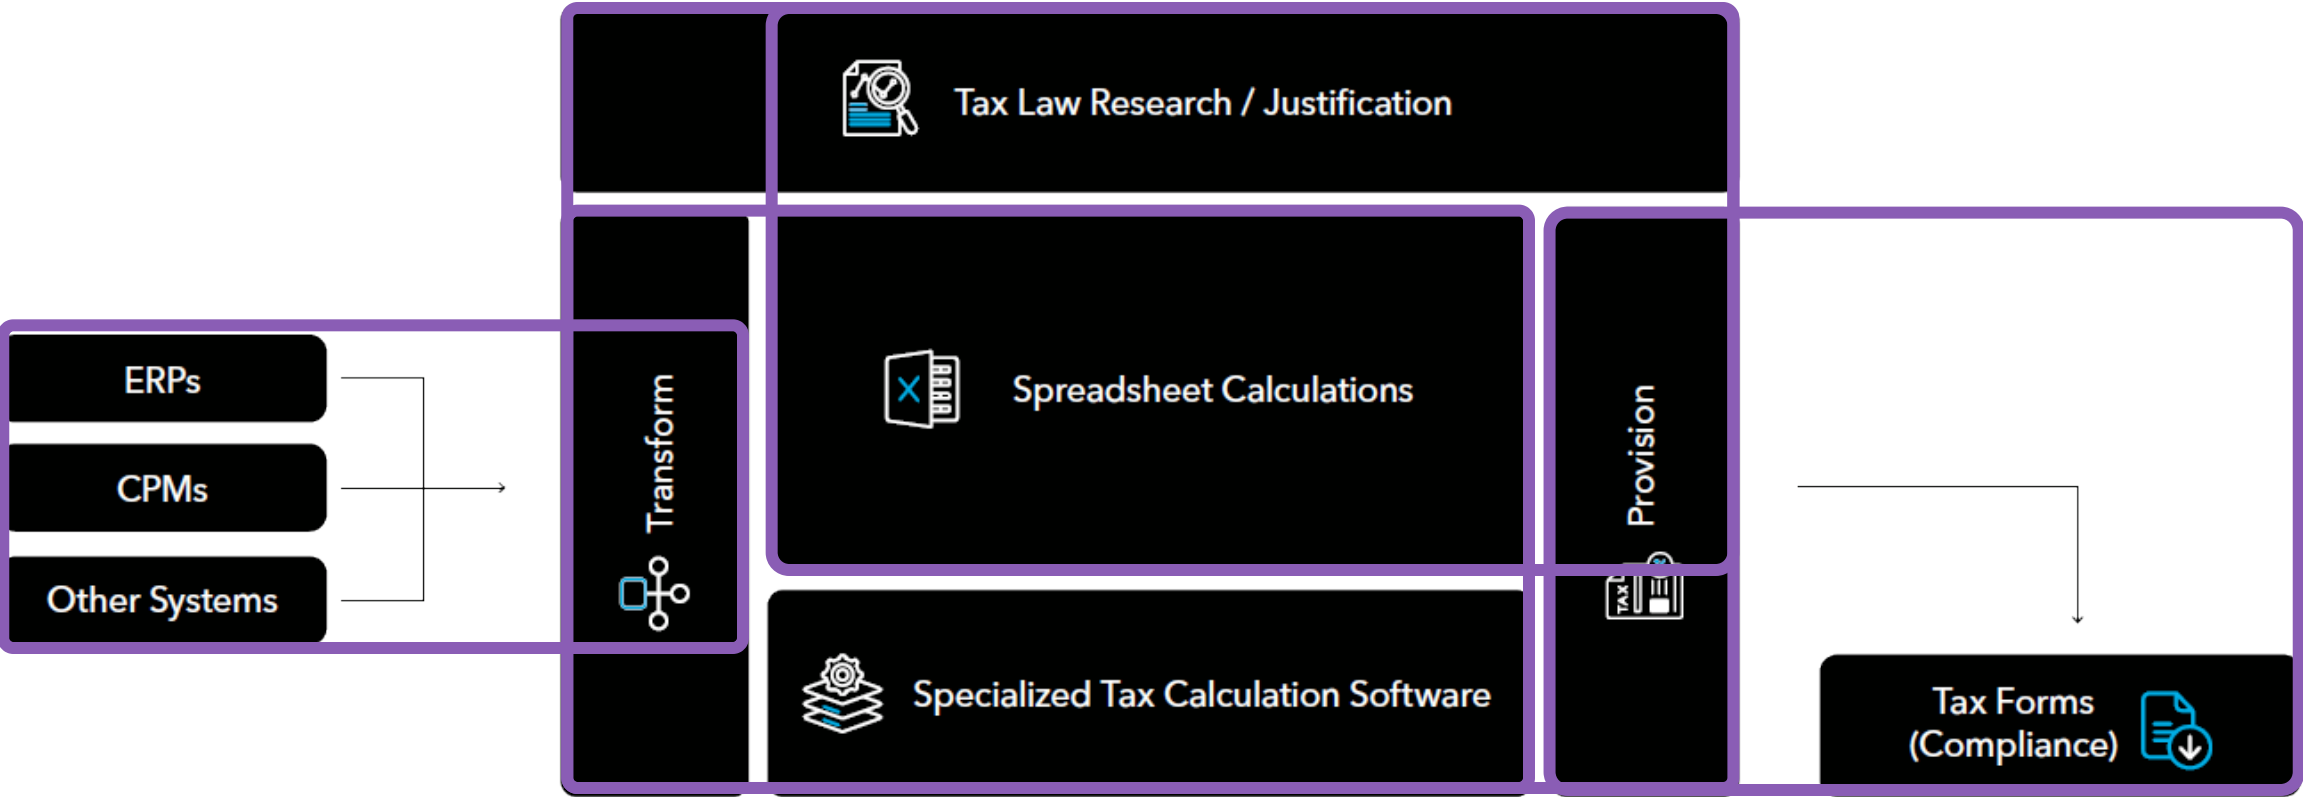 Tax Law Research / Justification
ERPs
CPMs
Other Systems
Transform
Spreadsheet Calculations
Specialized Tax Calculation Software
Provision
TAX
Tax Forms
(Compliance)